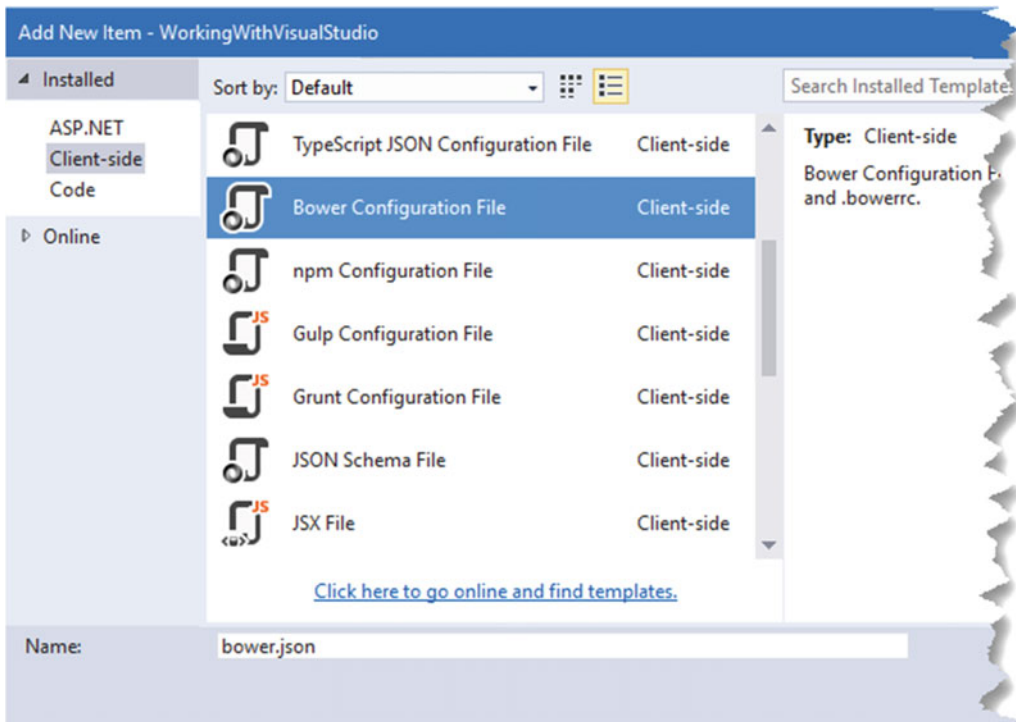 Add New Item - WorkingWithVisualStudio
Installed
Sort by: Default
Search Installed Template
ASP.NET
Client-side
Code
Online
TypeScript JSON Configuration File Client-side
Bower Configuration File Client-side
npm Configuration File Client-side
JS
Gulp Configuration File Client-side
JS
Grunt Configuration File Client-side
JSON Schema File Client-side
JS
JSX File Client-side
Click here to go online and find templates.
Type: Client-side
Bower Configuration
and .bowerrc.
Name: bower.json